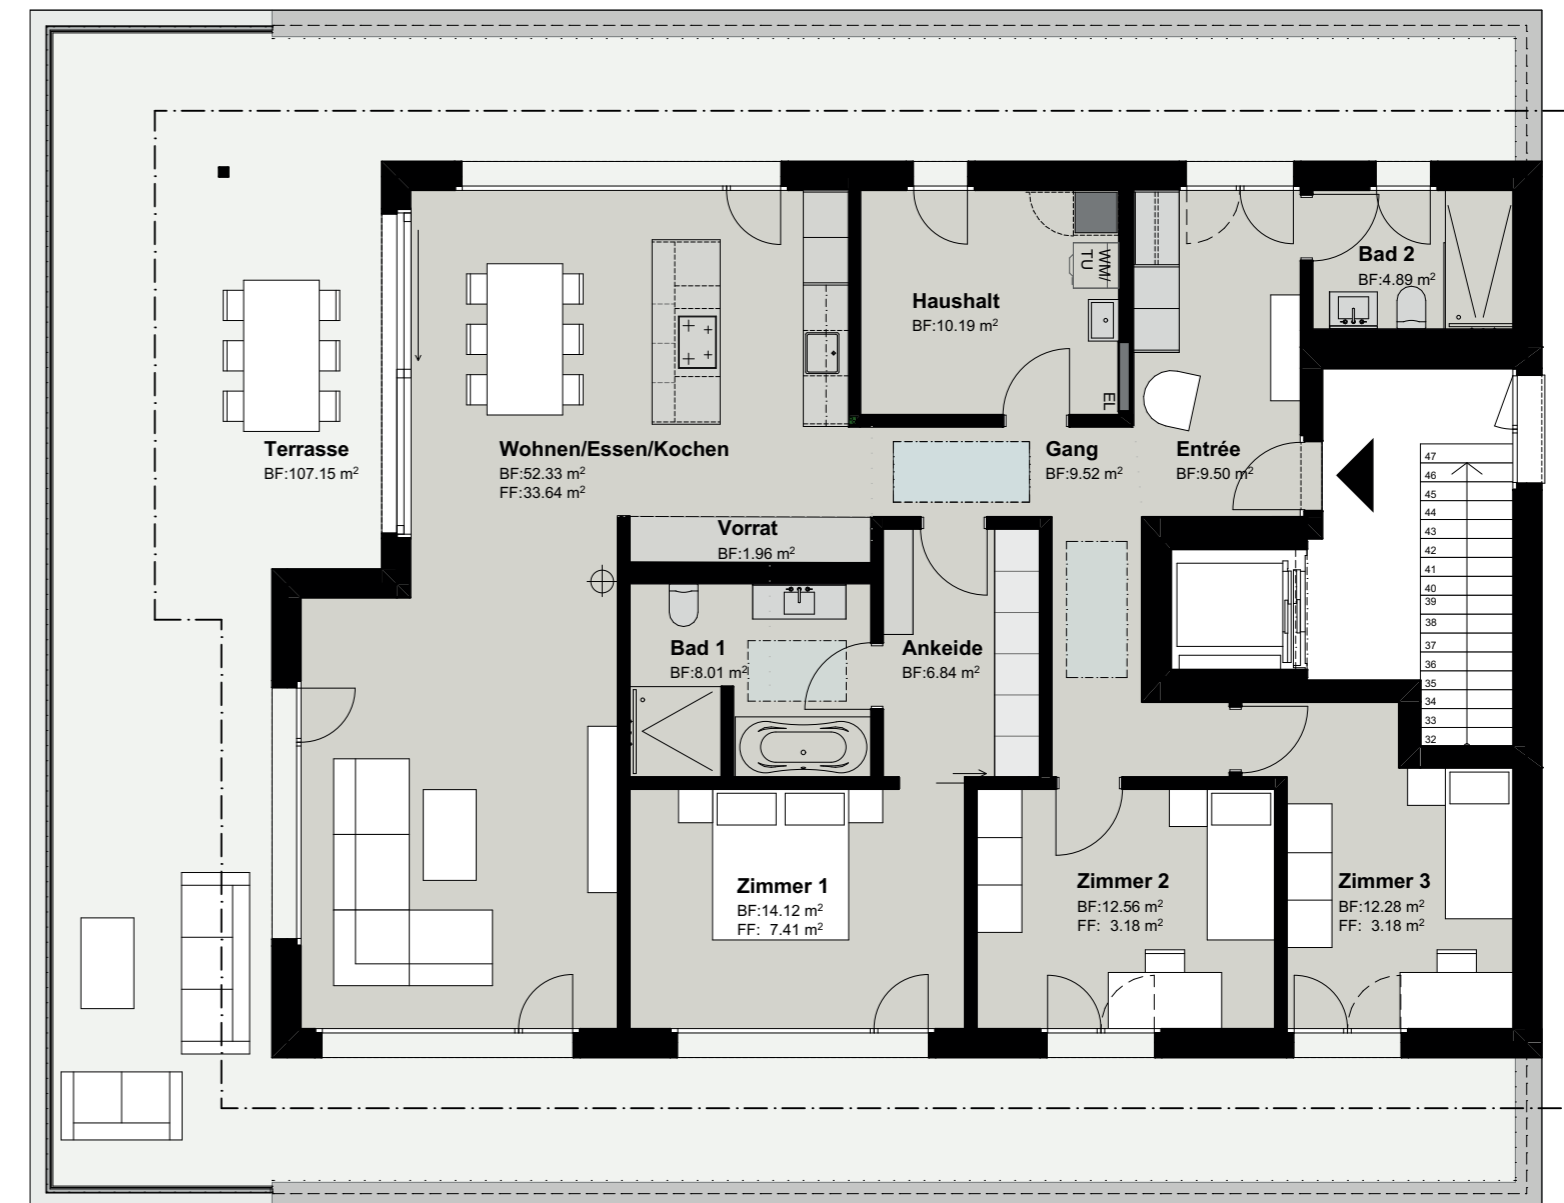 Bad 2
BF:4.89 m²
WM/
TU
Haushalt
BF:10.19 m²
EL
Terrasse
BF:107.15 m²
Wohnen/Essen/Kochen
BF:52.33 m²
FF:33.64 m²
Gang
BF:9.52 m²
Entrée
BF:9.50 m²
47
46
45
44
43
42
41
40
39
38
37
36
35
34
33
32
Vorrat
BF:1.96 m²
Bad 1
BF:8.01 m²
Ankeide
BF:6.84 m²
Zimmer 1
BF:14.12 m²
FF: 7.41 m²
Zimmer 2
BF:12.56 m²
FF: 3.18 m²
Zimmer 3
BF:12.28 m²
FF: 3.18 m²